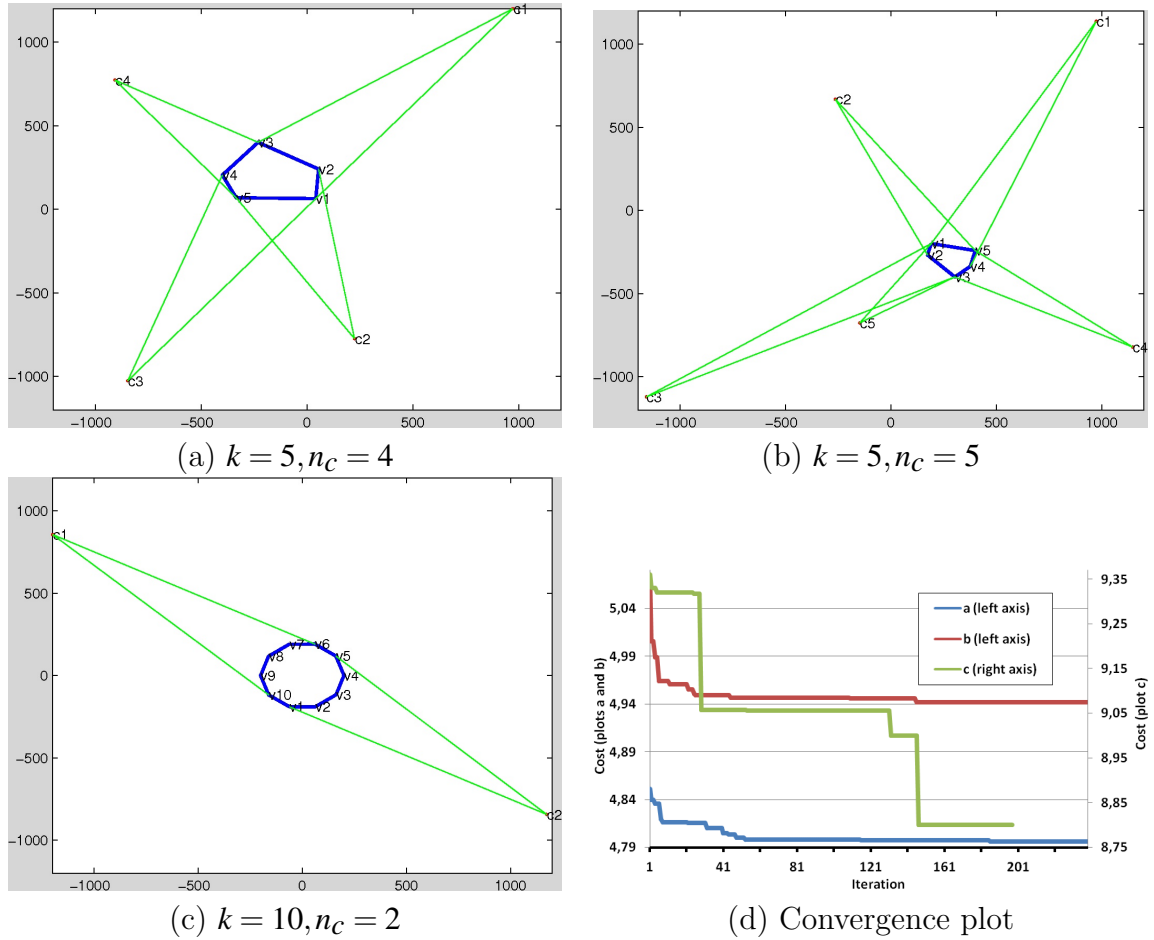 c1
1000
c4
500
v3
v2
v4
v5
v1
0
−500
c2
−1000
c3
−1000 −500 0 500 1000
(a) k = 5, n_c = 4
c1
1000
c2
500
0
v1
v5
v2
v4
v3
−500
c5
c4
−1000
c3
−1000 −500 0 500 1000
(b) k = 5, n_c = 5
1000
c1
500
v7 v6
v8 v5
0
v9 v4
v10 v3
v1 v2
−500
c2
−1000
−1000 −500 0 500 1000
(c) k = 10, n_c = 2
Cost (plots a and b)
5,04
4,99
4,94
4,89
4,84
4,79
a (left axis)
b (left axis)
c (right axis)
9,35
9,25
9,15
9,05
8,95
8,85
8,75
Cost (plot c)
1 41 81 121 161 201
Iteration
(d) Convergence plot